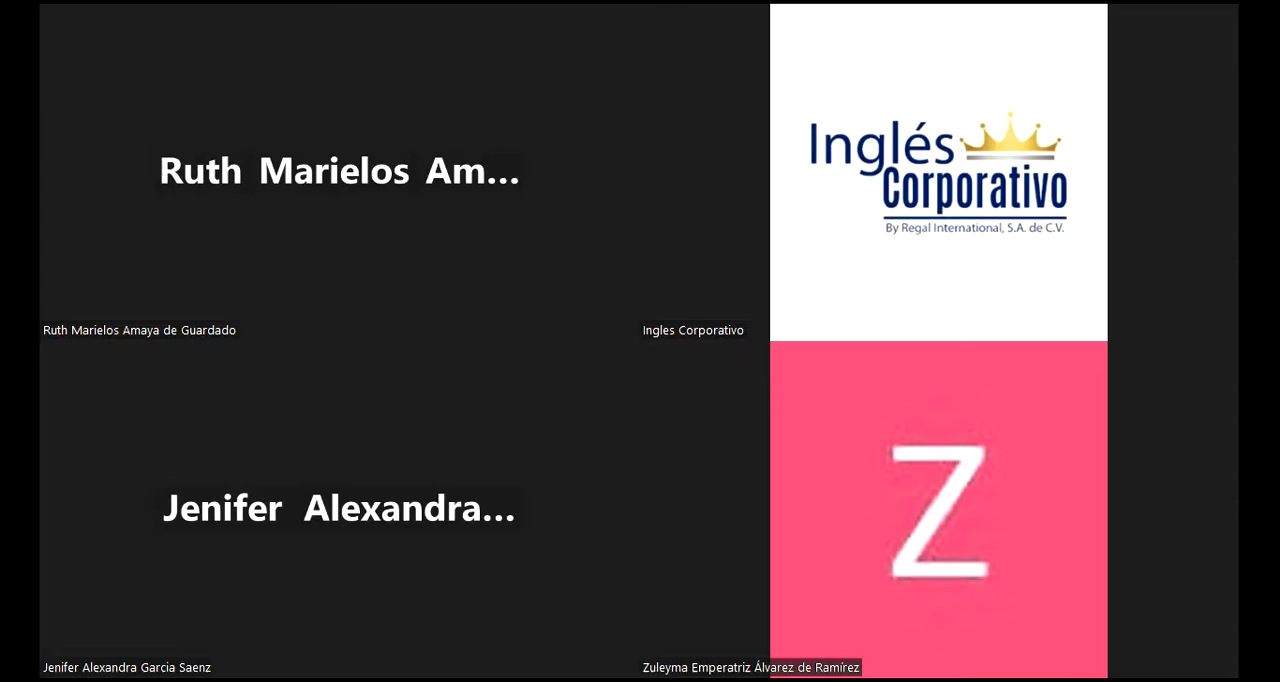 Ruth Marielos Am...
Ruth Marielos Amaya de Guardado
Inglés
Corporativo
By Regal International, S.A. de C.V.
Ingles Corporativo
Jenifer Alexandra...
Jenifer Alexandra Garcia Saenz
Z
Zuleyma Emperatriz Álvarez de Ramírez